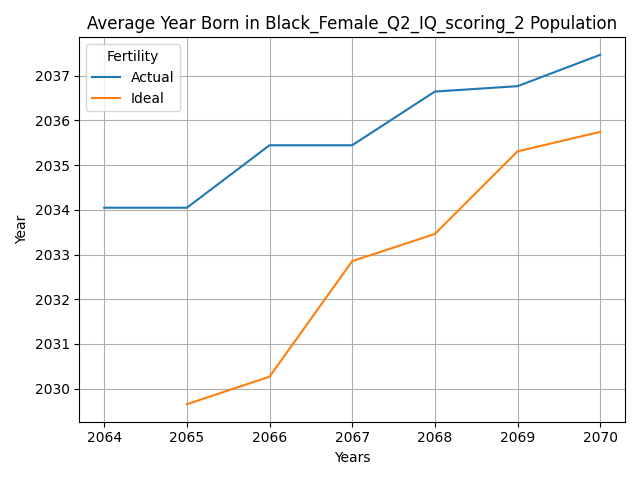 Average Year Born in Black_Female_Q2_IQ_scoring_2 Population
Fertility
Actual
Ideal
2037
2036
2035
2034
2033
2032
2031
2030
Year
2064 2065 2066 2067 2068 2069 2070
Years